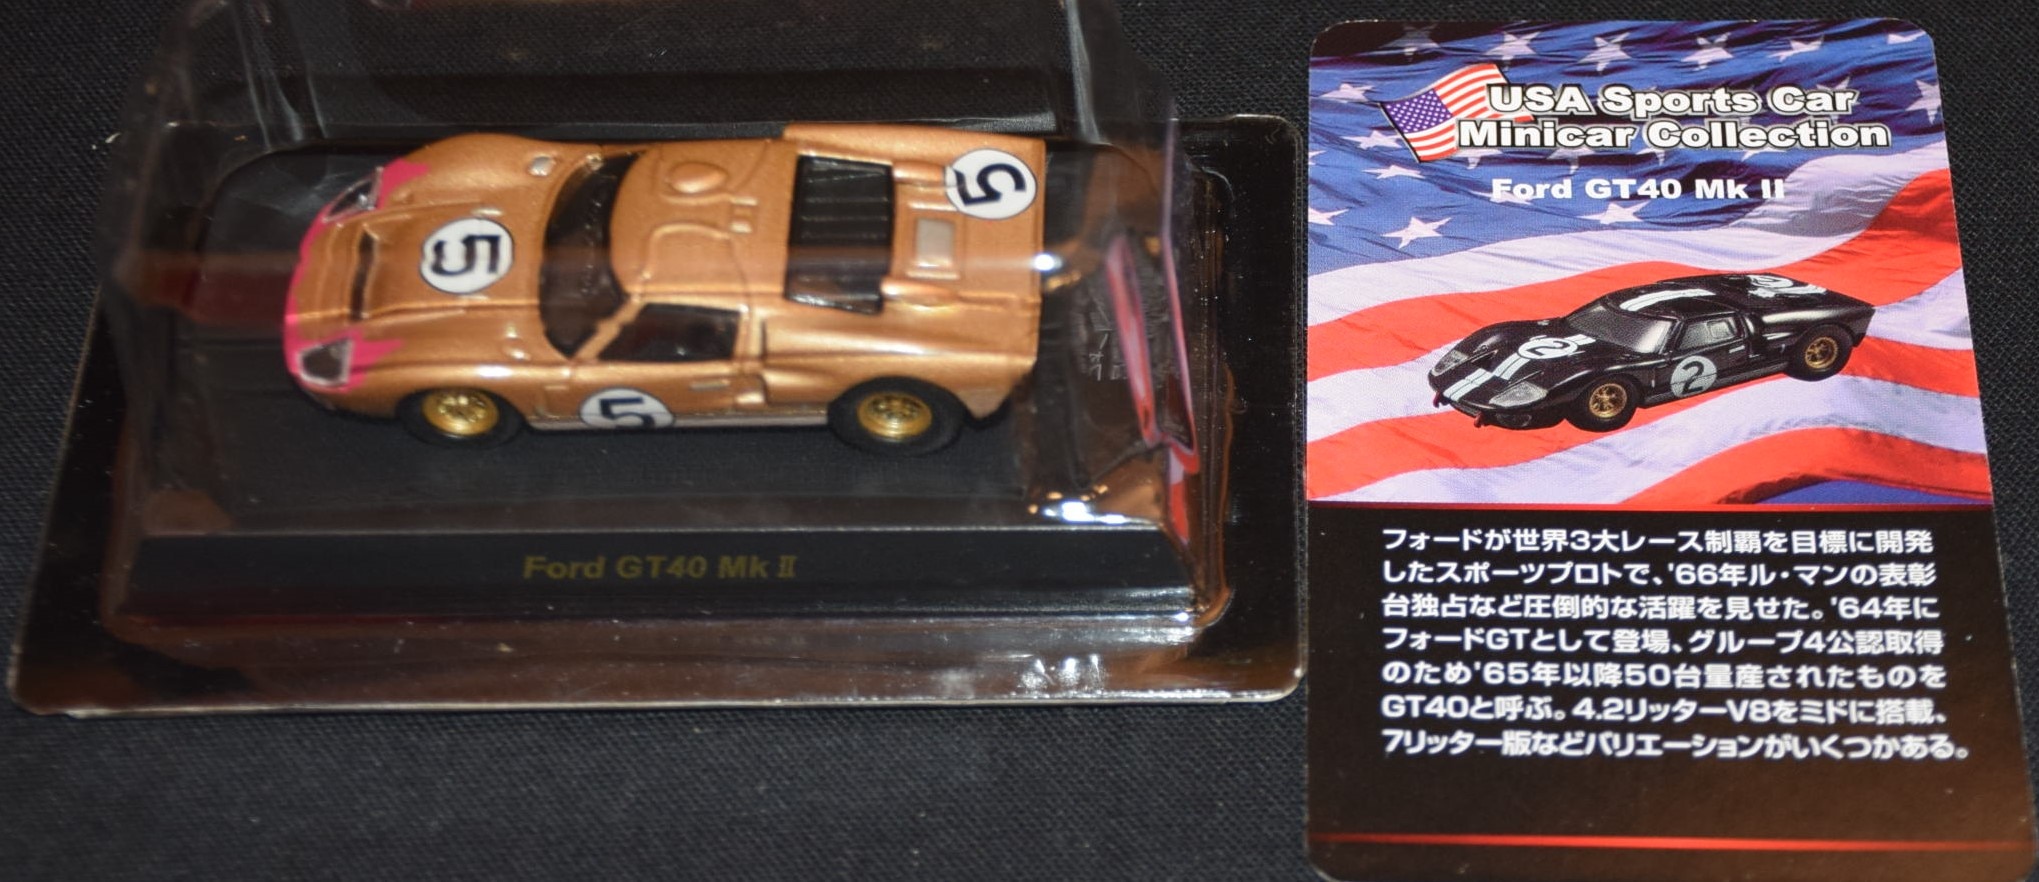 5
5
5
Ford GT40 Mk II
USA Sports Car
Minicar Collection
Ford GT40 Mk II
2
2
フォードが世界3大レース制覇を目標に開発
したスポーツプロトで、'66年ル・マンの表彰
台独占など圧倒的な活躍を見せた。'64年に
フォードGTとして登場、グループ4公認取得
のため'65年以降50台量産されたものを
GT40と呼ぶ。4.2リッターV8をミドに搭載、
7リッター版などバリエーションがいくつかある。